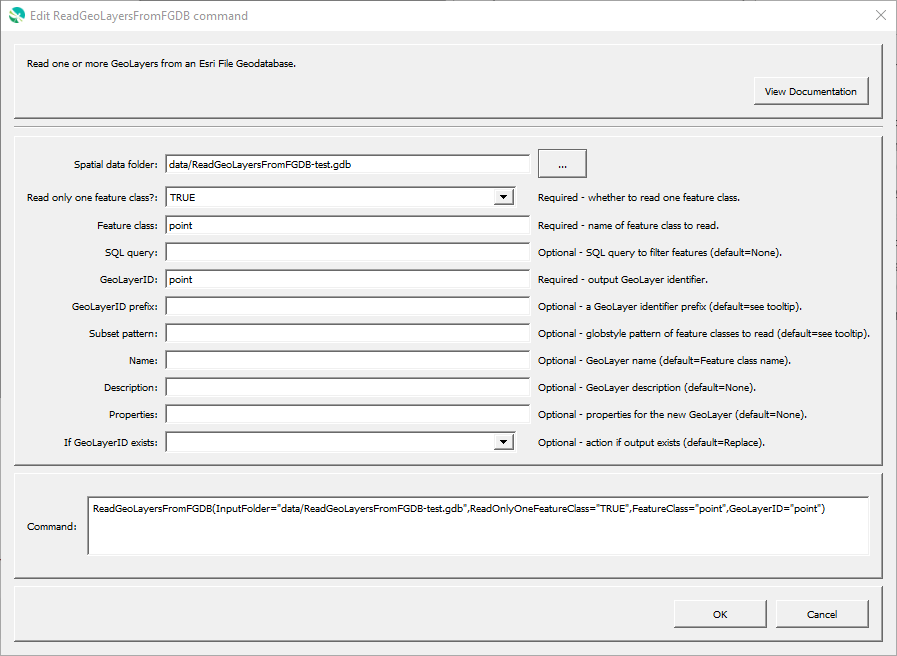 Edit ReadGeoLayersFromFGDB command
Read one or more GeoLayers from an Esri File Geodatabase.
View Documentation
Spatial data folder: data/ReadGeoLayersFromFGDB-test.gdb ...
Read only one feature class?: TRUE Required - whether to read one feature class.
Feature class: point Required - name of feature class to read.
SQL query: Optional - SQL query to filter features (default=None).
GeoLayerID: point Required - output GeoLayer identifier.
GeoLayerID prefix: Optional - a GeoLayer identifier prefix (default=see tooltip).
Subset pattern: Optional - globstyle pattern of feature classes to read (default=see tooltip).
Name: Optional - GeoLayer name (default=Feature class name).
Description: Optional - GeoLayer description (default=None).
Properties: Optional - properties for the new GeoLayer (default=None).
If GeoLayerID exists: Optional - action if output exists (default=Replace).
Command: ReadGeoLayersFromFGDB(InputFolder="data/ReadGeoLayersFromFGDB-test.gdb",ReadOnlyOneFeatureClass="TRUE",FeatureClass="point",GeoLayerID="point")
OK Cancel